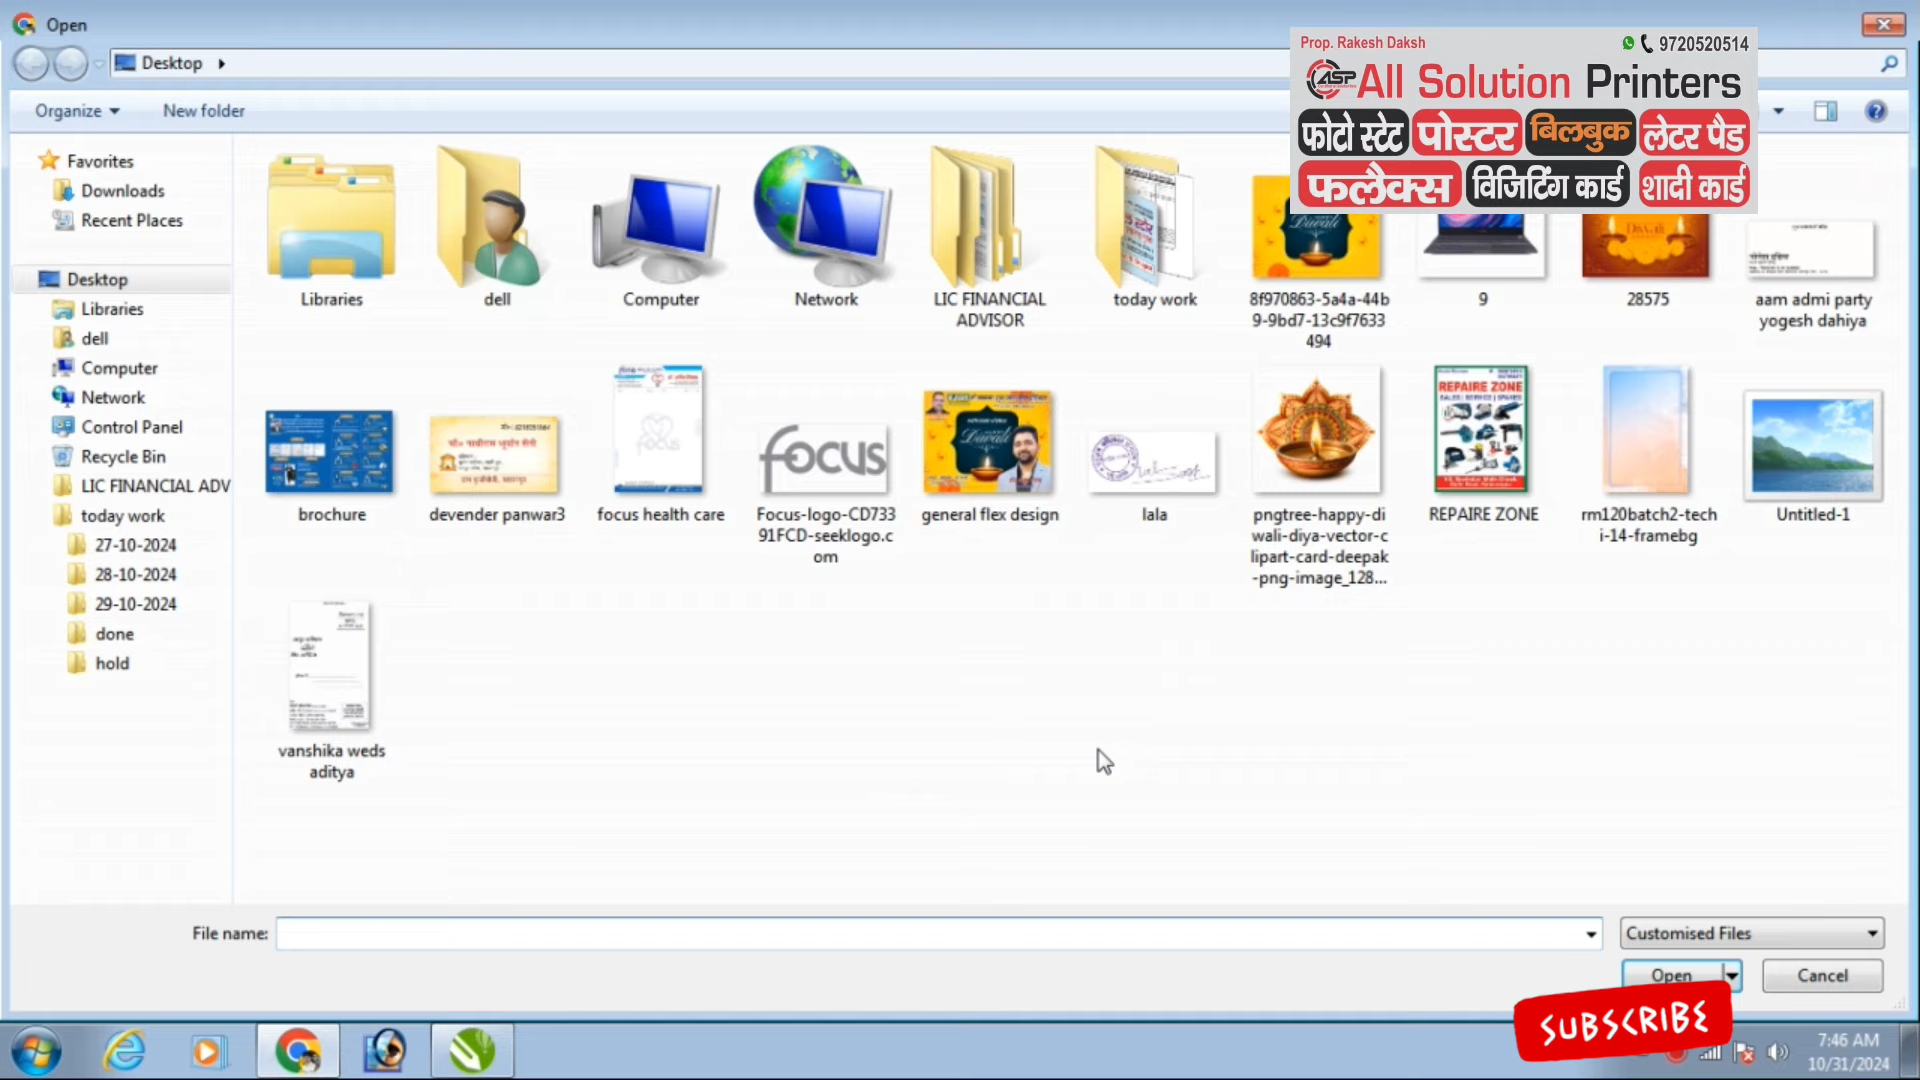 Open
Prop. Rakesh Daksh
9720520514
ASP All Solution Printers
फोटो स्टेट पोस्टर बिलबुक लेटर पैड
फ्लैक्स विजिटिंग कार्ड शादी कार्ड
Desktop
Organize
New folder
Favorites
Downloads
Recent Places
Desktop
Libraries
dell
Computer
Network
Control Panel
Recycle Bin
LIC FINANCIAL ADV
today work
27-10-2024
28-10-2024
29-10-2024
done
hold
Libraries
dell
Computer
Network
LIC FINANCIAL
ADVISOR
today work
8f970863-5a4a-44b
9-9bd7-13c9f7633
494
9
28575
aam admi party
yogesh dahiya
Diwali
REPAIRE ZONE
focus
focus
brochure
devender panwar3
focus health care
Focus-logo-CD733
91FCD-seeklogo.c
om
general flex design
lala
pngtree-happy-di
wali-diya-vector-c
lipart-card-deepak
-png-image_128...
REPAIRE ZONE
rm120batch2-tech
i-14-framebg
Untitled-1
vanshika weds
aditya
File name:
Customised Files
Open
Cancel
SUBSCRIBE
7:46 AM
10/31/2024